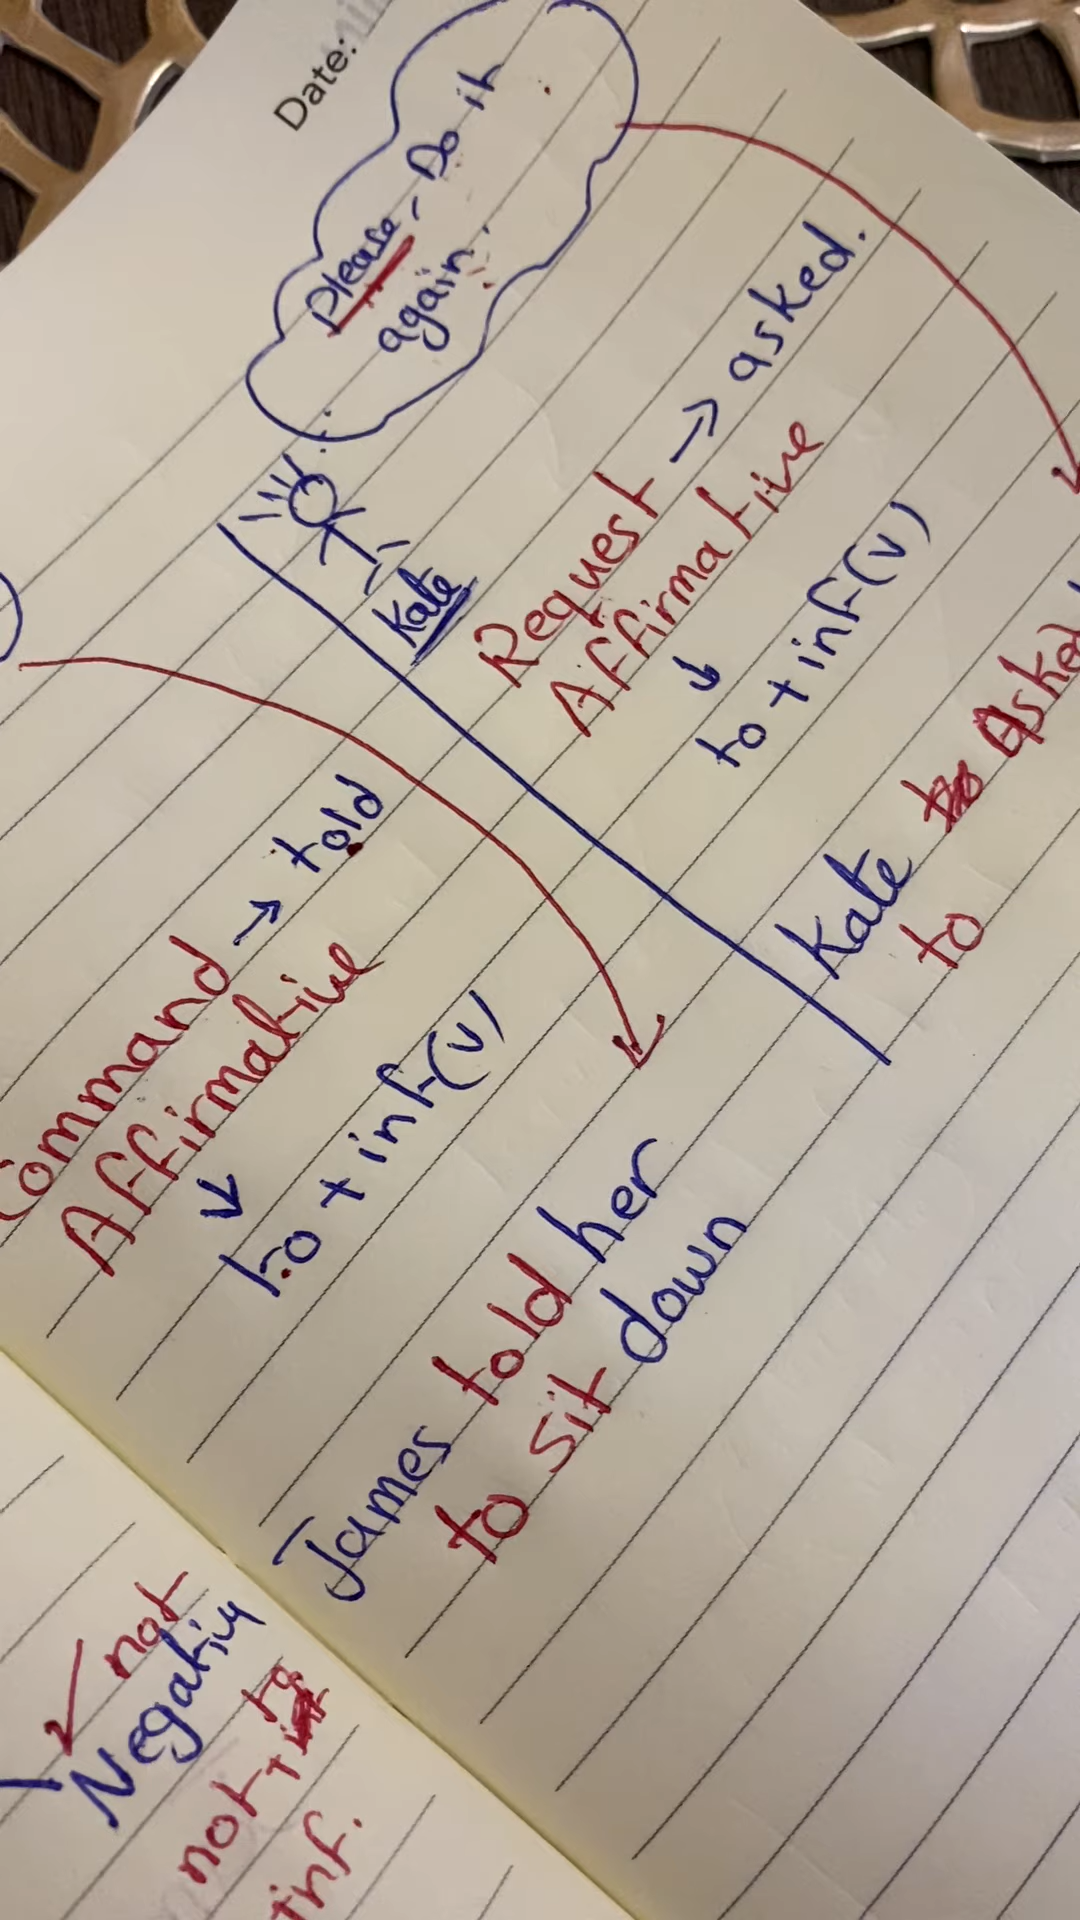 Date:
Please, Do it
again.
Kate
Request → asked.
Affirmative
↓
to + inf(v)
Kate Asked
to
Command → told
Affirmative
↓
to + inf(v)
James told her
to sit down
not
Negativ
not + to
inf.